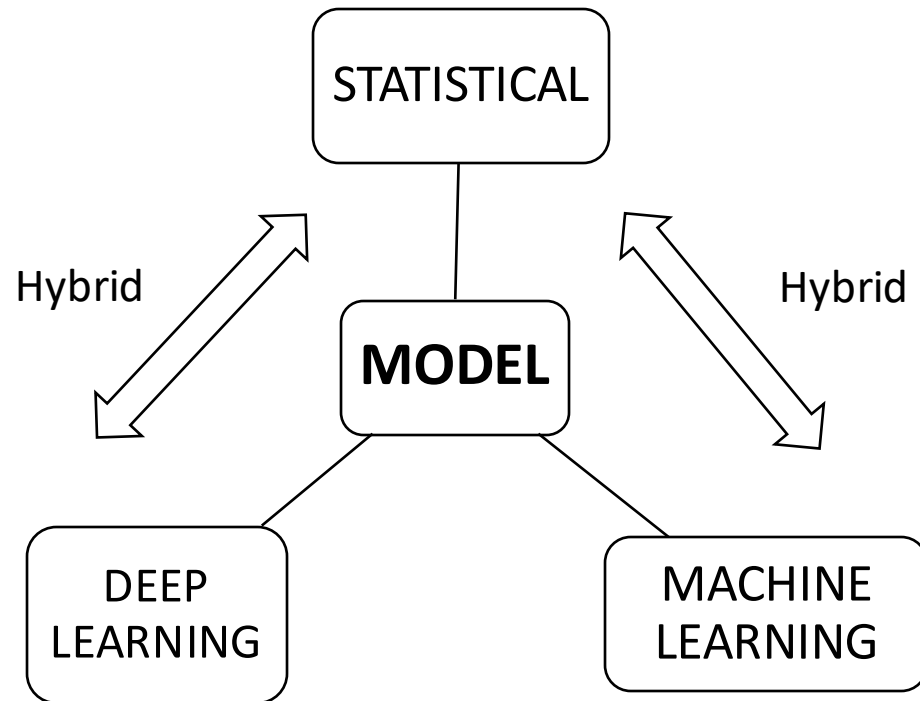 STATISTICAL
Hybrid
Hybrid
MODEL
DEEP
LEARNING
MACHINE
LEARNING